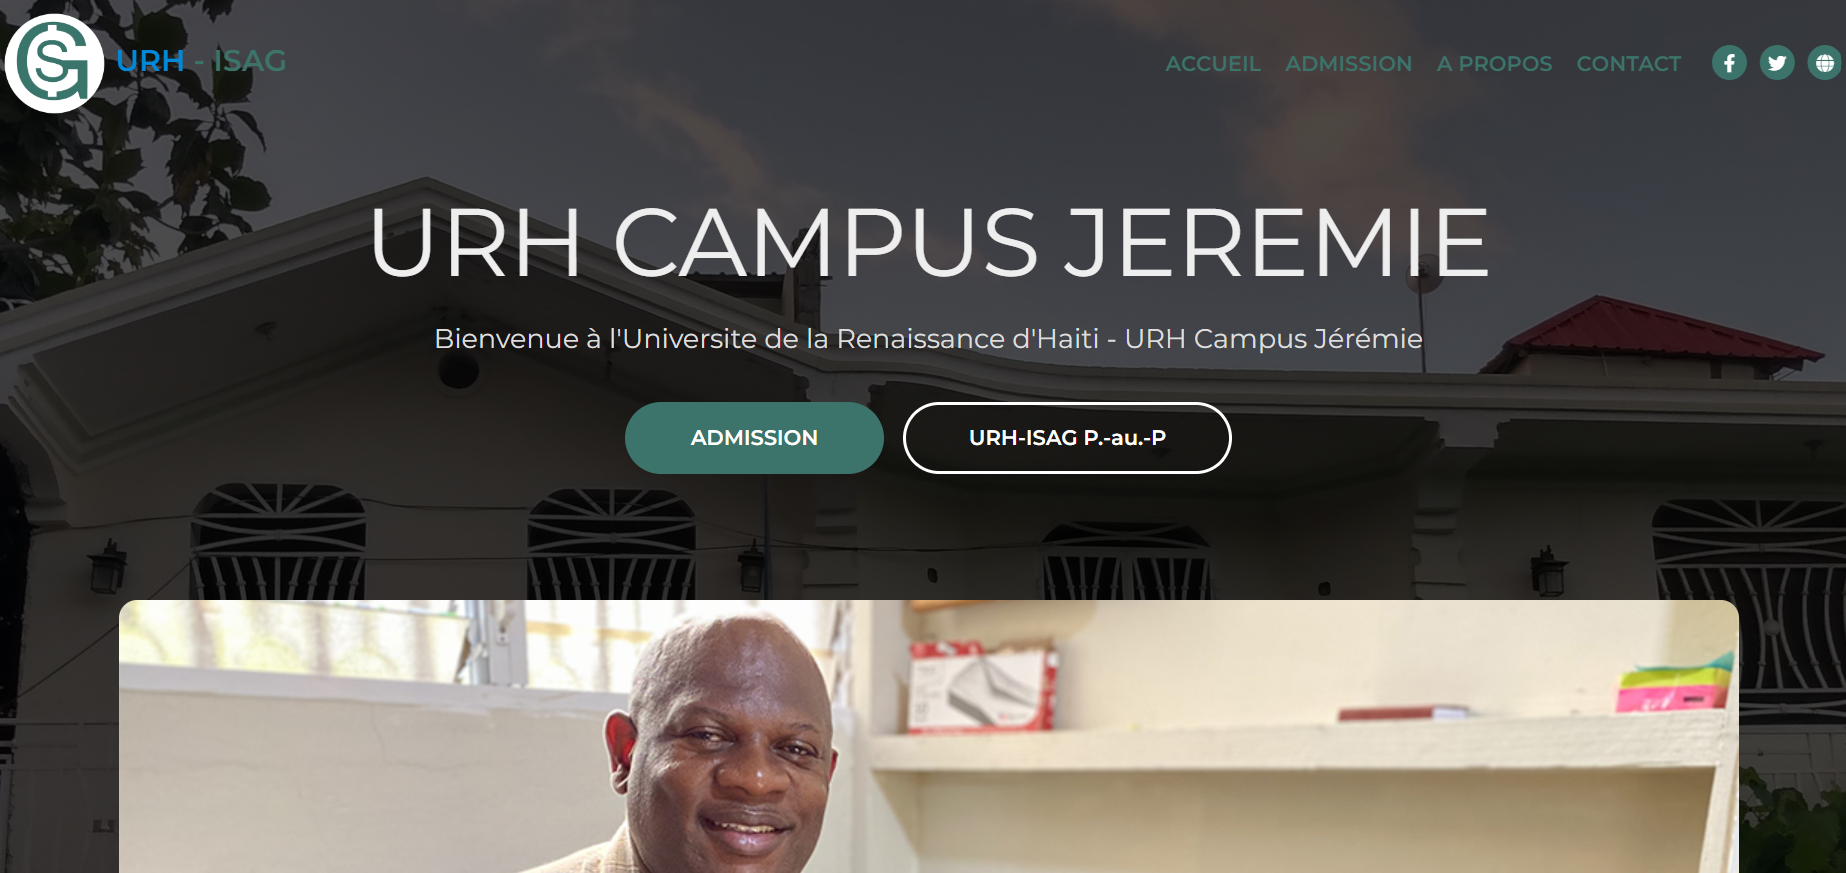 URH - ISAG
ACCUEIL ADMISSION A PROPOS CONTACT
URH CAMPUS JEREMIE
Bienvenue à l'Universite de la Renaissance d'Haiti - URH Campus Jérémie
ADMISSION
URH-ISAG P.-au.-P